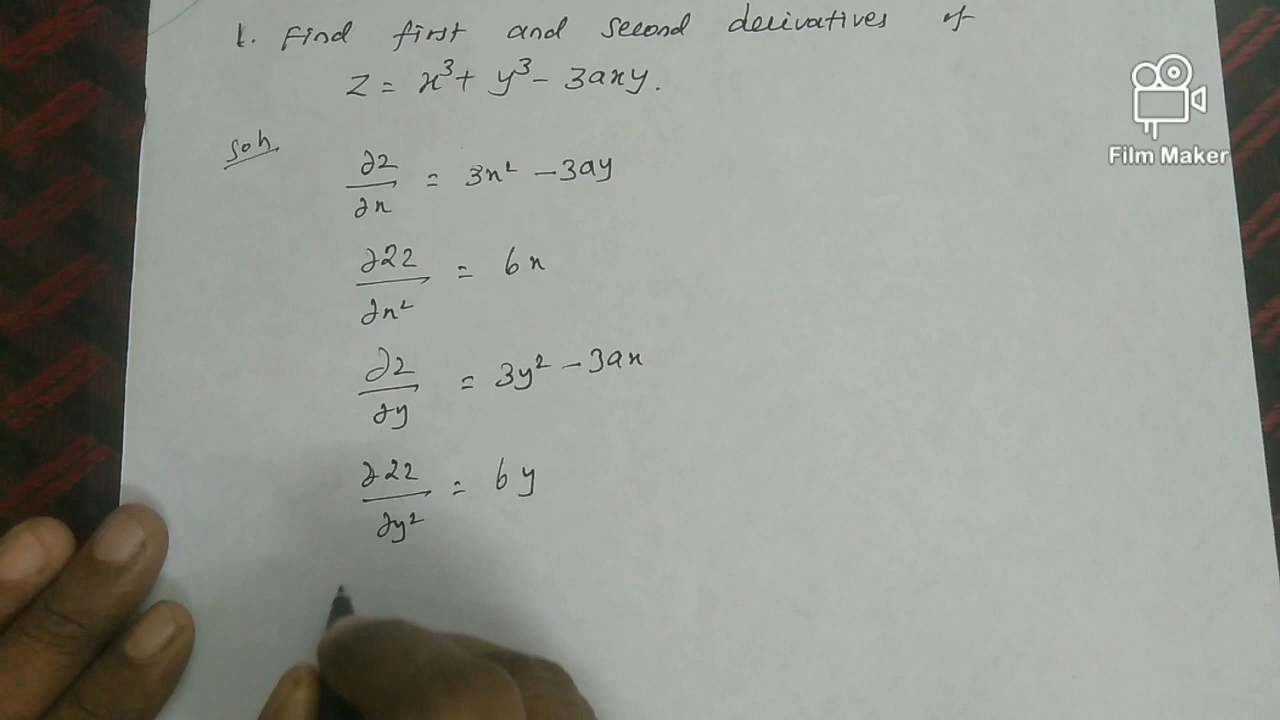 1. Find first and second derivatives of
z = x³ + y³ - 3axy.
Soln
∂z/∂x = 3x² - 3ay
∂²z/∂x² = 6x
∂z/∂y = 3y² - 3ax
∂²z/∂y² = 6y
Film Maker